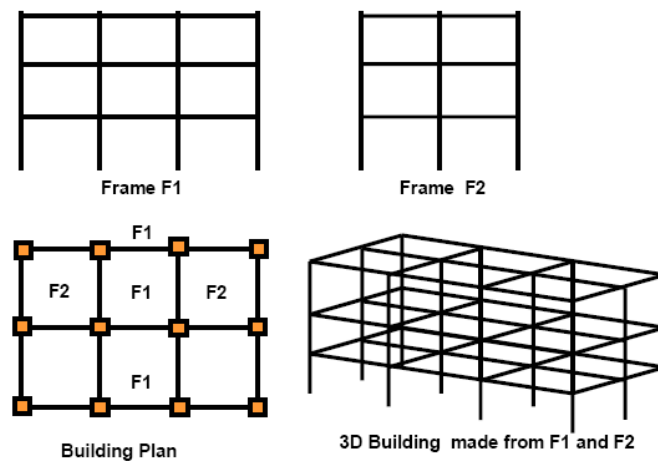 Frame F1
Frame F2
F1
F2 F1 F2
F1
Building Plan
3D Building made from F1 and F2